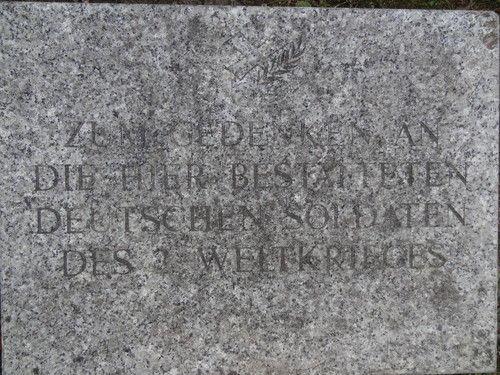 ZUM GEDENKEN AN
DIE HIER BESTATTETEN
DEUTSCHEN SOLDATEN
DES 2. WELTKRIEGES